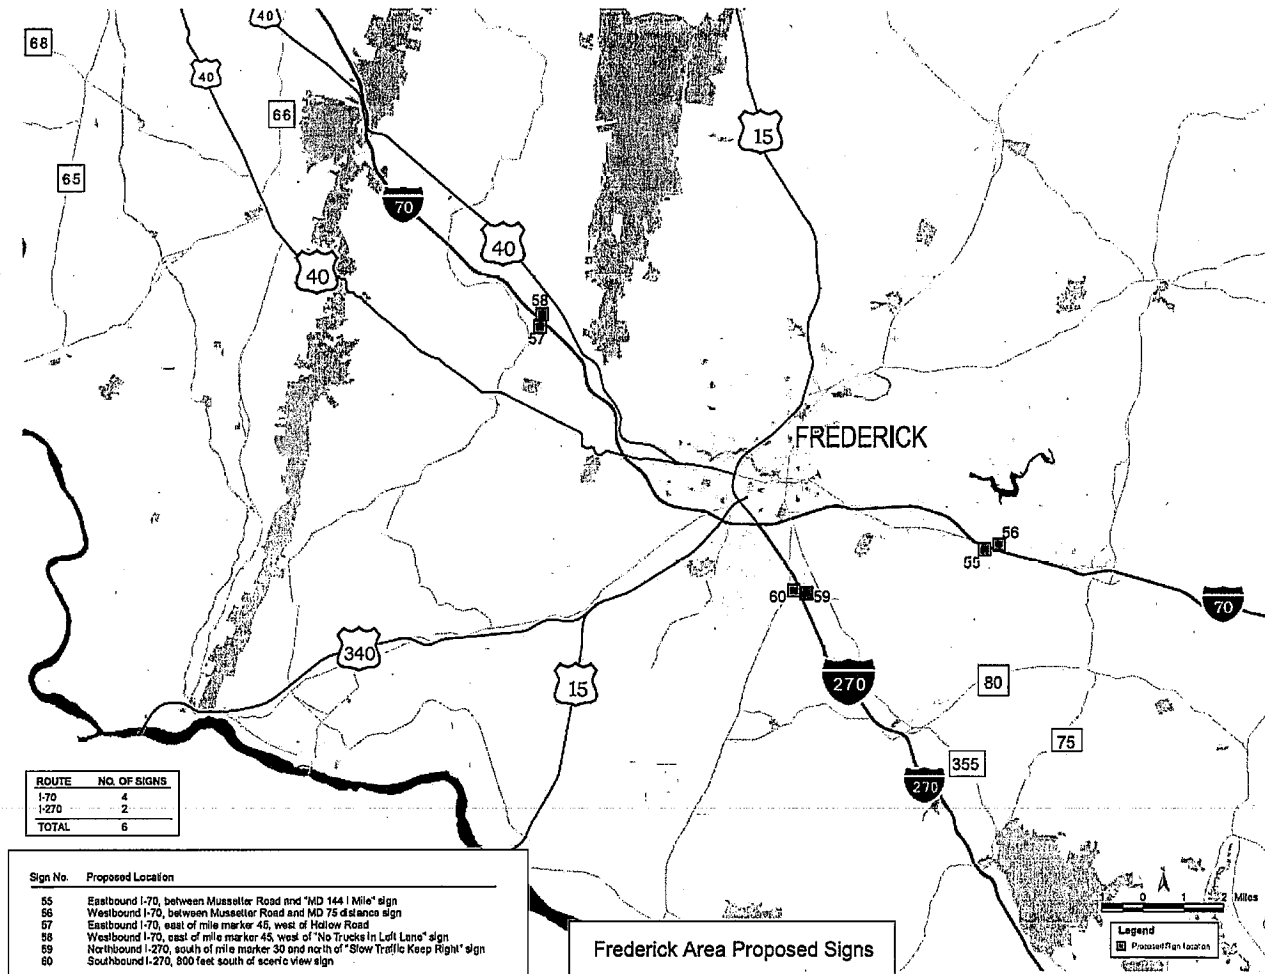 40
68
40
66
15
65
70
40
40
58
57
FREDERICK
56
55
60
59
70
340
270
15
80
75
355
270
ROUTE NO. OF SIGNS
I-70 4
I-270 2
TOTAL 6
Sign No. Proposed Location
55 Eastbound I-70, between Mussetter Road and "MD 144 1 Mile" sign
56 Westbound I-70, between Mussetter Road and MD 75 distance sign
57 Eastbound I-70, east of mile marker 45, west of Hollow Road
58 Westbound I-70, east of mile marker 45, west of "No Trucks in Left Lane" sign
59 Northbound I-270, south of mile marker 30 and north of "Slow Traffic Keep Right" sign
60 Southbound I-270, 800 feet south of scenic view sign
Frederick Area Proposed Signs
1 0 1 2 Miles
Legend
Proposed Sign Location